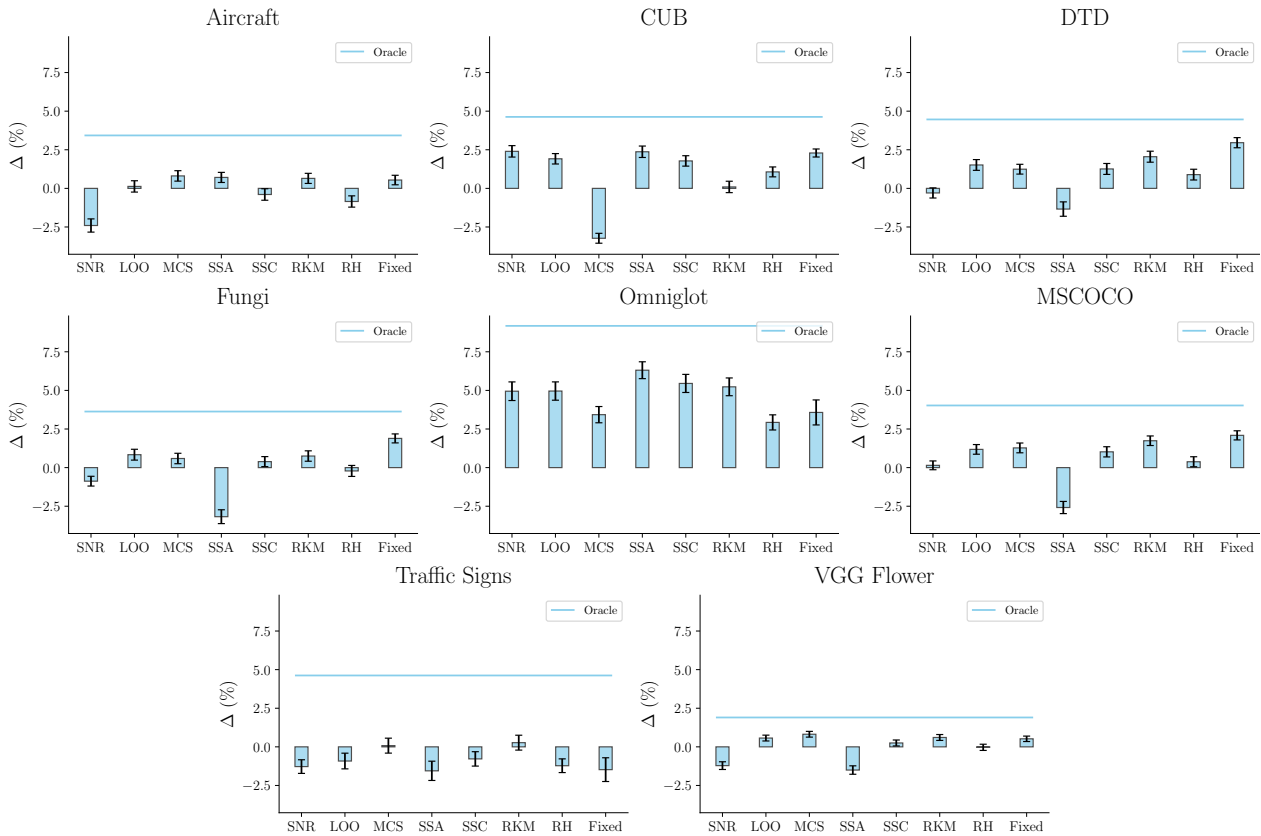 Aircraft
CUB
DTD
Oracle
Oracle
Oracle
7.5
5.0
2.5
0.0
−2.5
Δ (%)
SNR LOO MCS SSA SSC RKM RH Fixed
7.5
5.0
2.5
0.0
−2.5
Δ (%)
SNR LOO MCS SSA SSC RKM RH Fixed
7.5
5.0
2.5
0.0
−2.5
Δ (%)
SNR LOO MCS SSA SSC RKM RH Fixed
Fungi
Omniglot
MSCOCO
Oracle
Oracle
Oracle
7.5
5.0
2.5
0.0
−2.5
Δ (%)
SNR LOO MCS SSA SSC RKM RH Fixed
7.5
5.0
2.5
0.0
−2.5
Δ (%)
SNR LOO MCS SSA SSC RKM RH Fixed
7.5
5.0
2.5
0.0
−2.5
Δ (%)
SNR LOO MCS SSA SSC RKM RH Fixed
Traffic Signs
VGG Flower
Oracle
Oracle
7.5
5.0
2.5
0.0
−2.5
Δ (%)
SNR LOO MCS SSA SSC RKM RH Fixed
7.5
5.0
2.5
0.0
−2.5
Δ (%)
SNR LOO MCS SSA SSC RKM RH Fixed